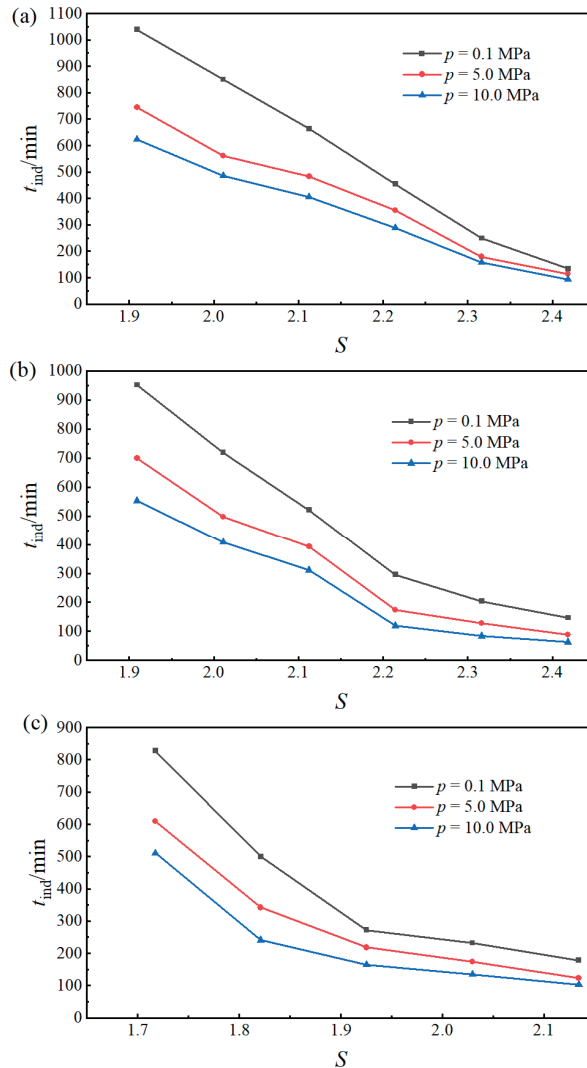 (a)
1100
1000
900
800
700
600
500
400
300
200
100
0
t_ind/min
p = 0.1 MPa
p = 5.0 MPa
p = 10.0 MPa
1.9 2.0 2.1 2.2 2.3 2.4
S
(b)
1000
900
800
700
600
500
400
300
200
100
0
t_ind/min
p = 0.1 MPa
p = 5.0 MPa
p = 10.0 MPa
1.9 2.0 2.1 2.2 2.3 2.4
S
(c)
900
800
700
600
500
400
300
200
100
0
t_ind/min
p = 0.1 MPa
p = 5.0 MPa
p = 10.0 MPa
1.7 1.8 1.9 2.0 2.1
S